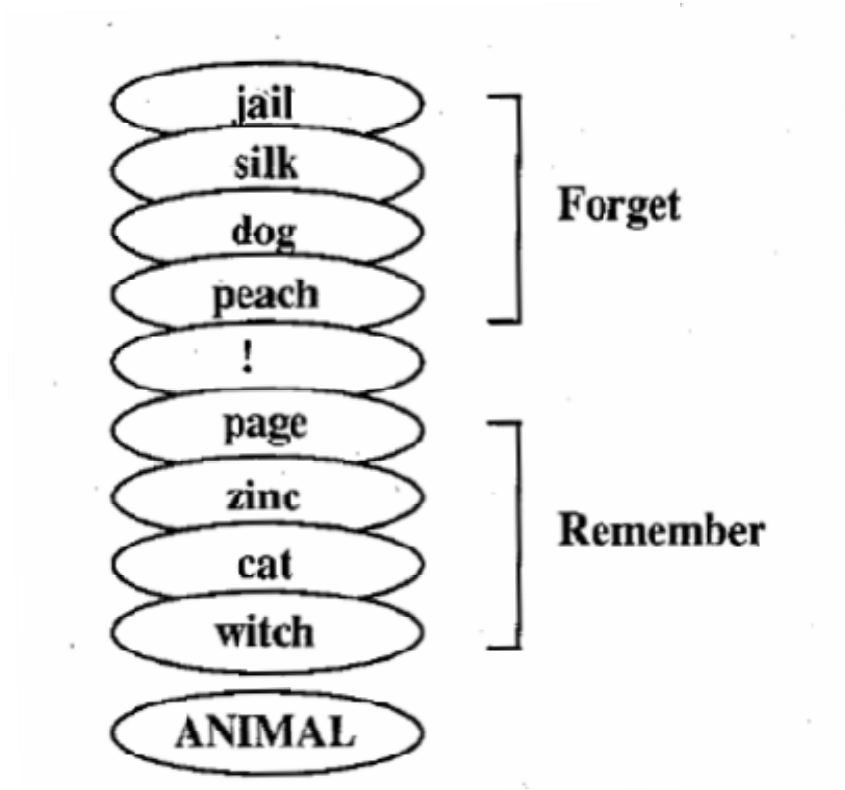 jail
silk
dog
Forget
peach
!
page
zinc
Remember
cat
witch
ANIMAL